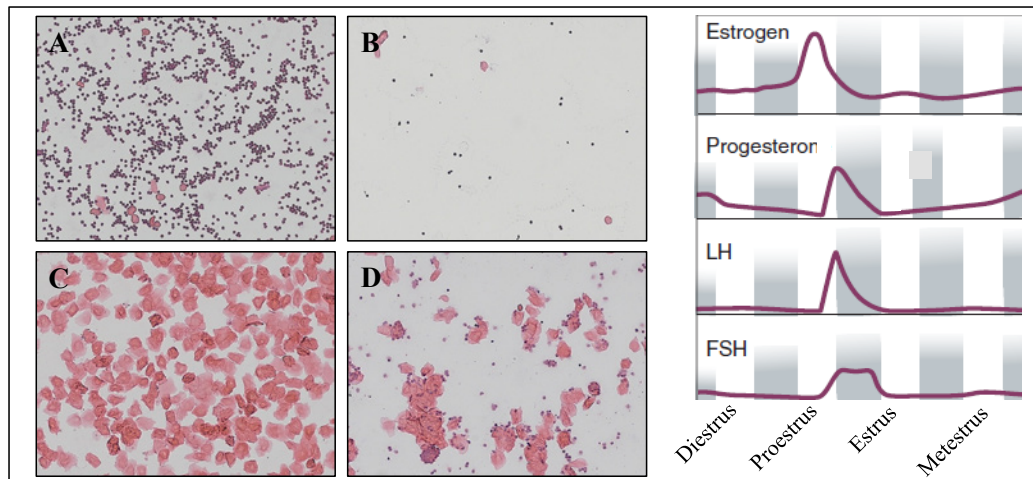 A
B
C
D
Estrogen
Progesteron
LH
FSH
Diestrus
Proestrus
Estrus
Metestrus